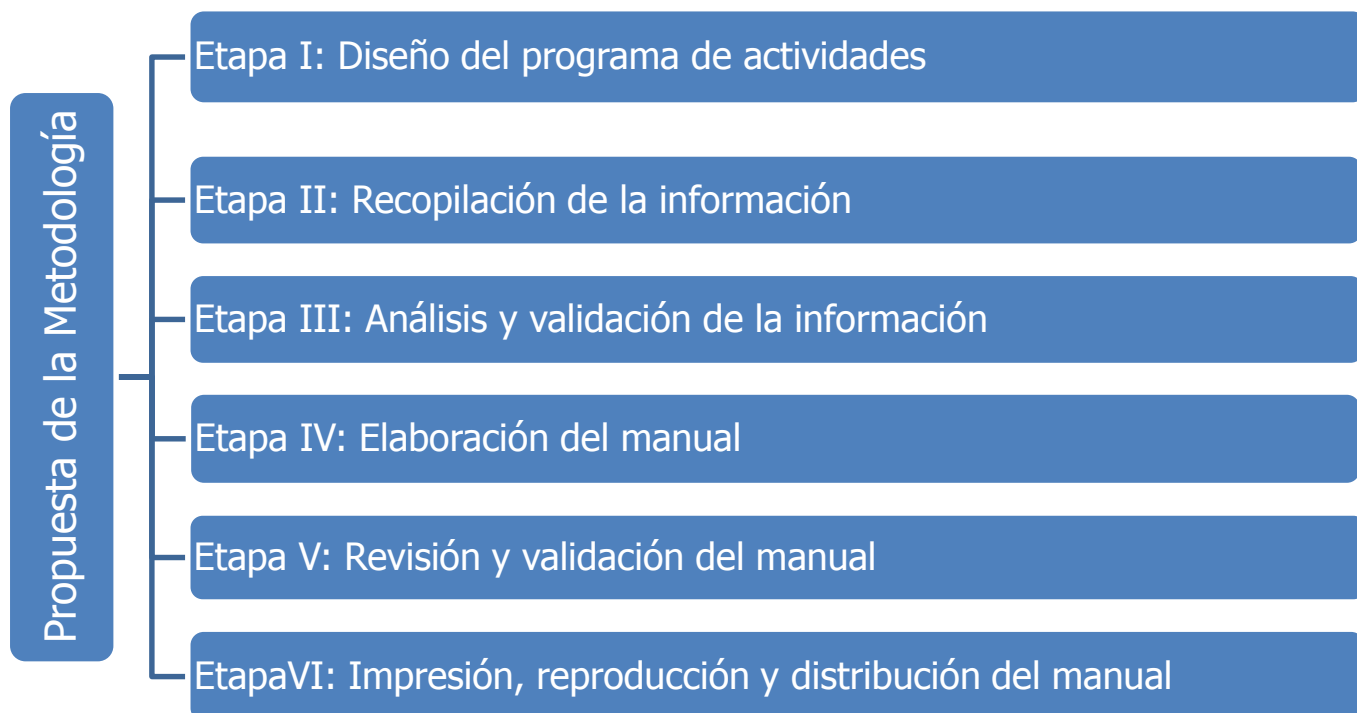 Propuesta de la Metodología
Etapa I: Diseño del programa de actividades
Etapa II: Recopilación de la información
Etapa III: Análisis y validación de la información
Etapa IV: Elaboración del manual
Etapa V: Revisión y validación del manual
EtapaVI: Impresión, reproducción y distribución del manual